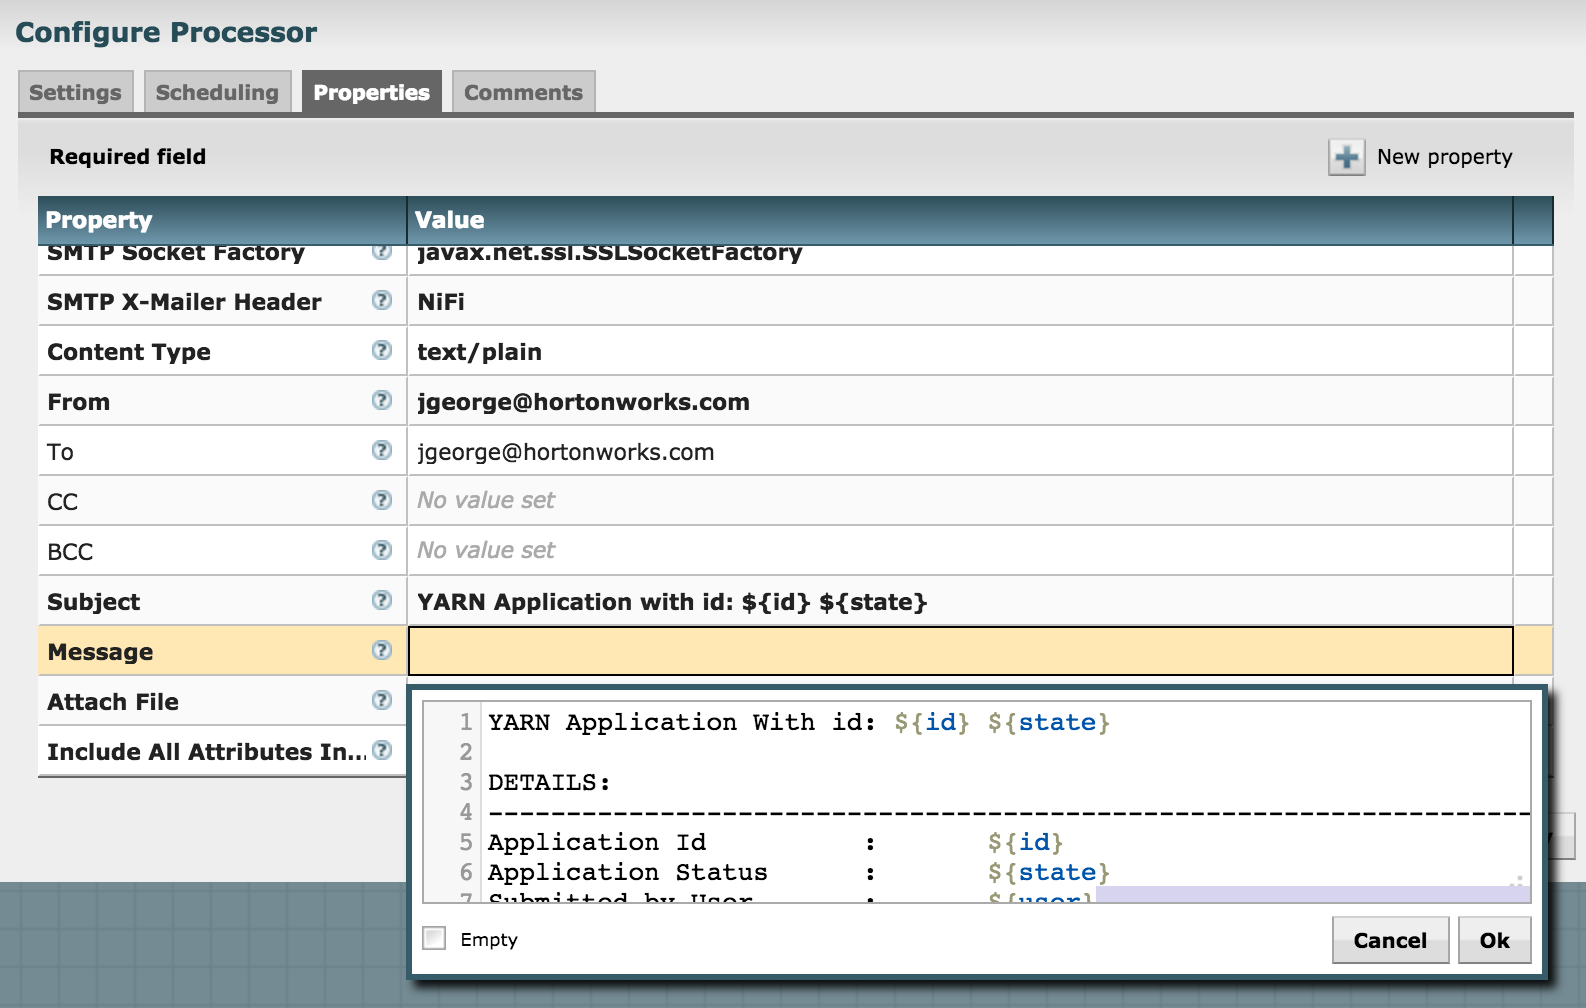 Configure Processor
Settings Scheduling Properties Comments
Required field New property
Property Value
SMTP Socket Factory ? javax.net.ssl.SSLSocketFactory
SMTP X-Mailer Header ? NiFi
Content Type ? text/plain
From ? jgeorge@hortonworks.com
To ? jgeorge@hortonworks.com
CC ? No value set
BCC ? No value set
Subject ? YARN Application with id: ${id} ${state}
Message ?
Attach File ?
Include All Attributes In... ?
1 YARN Application With id: ${id} ${state}
2
3 DETAILS:
4 -------------------------------------------------------------------
5 Application Id : ${id}
6 Application Status : ${state}
7 Submitted by User : ${user}
Empty Cancel Ok